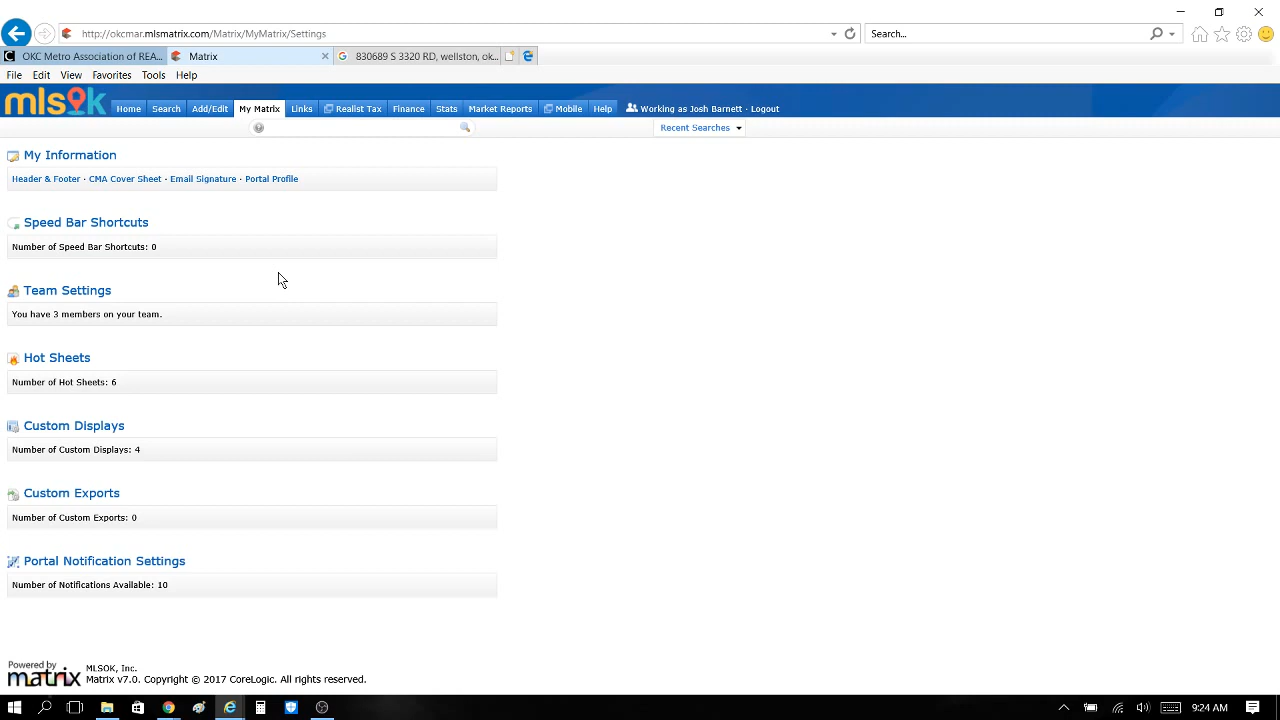 http://okcmar.mlsmatrix.com/Matrix/MyMatrix/Settings
Search...
OKC Metro Association of REA...
Matrix
830689 S 3320 RD, wellston, ok...
File Edit View Favorites Tools Help
mlsok
Home Search Add/Edit My Matrix Links Realist Tax Finance Stats Market Reports Mobile Help Working as Josh Barnett · Logout
Recent Searches
My Information
Header & Footer · CMA Cover Sheet · Email Signature · Portal Profile
Speed Bar Shortcuts
Number of Speed Bar Shortcuts: 0
Team Settings
You have 3 members on your team.
Hot Sheets
Number of Hot Sheets: 6
Custom Displays
Number of Custom Displays: 4
Custom Exports
Number of Custom Exports: 0
Portal Notification Settings
Number of Notifications Available: 10
Powered by
matrix
MLSOK, Inc.
Matrix v7.0. Copyright © 2017 CoreLogic. All rights reserved.
9:24 AM